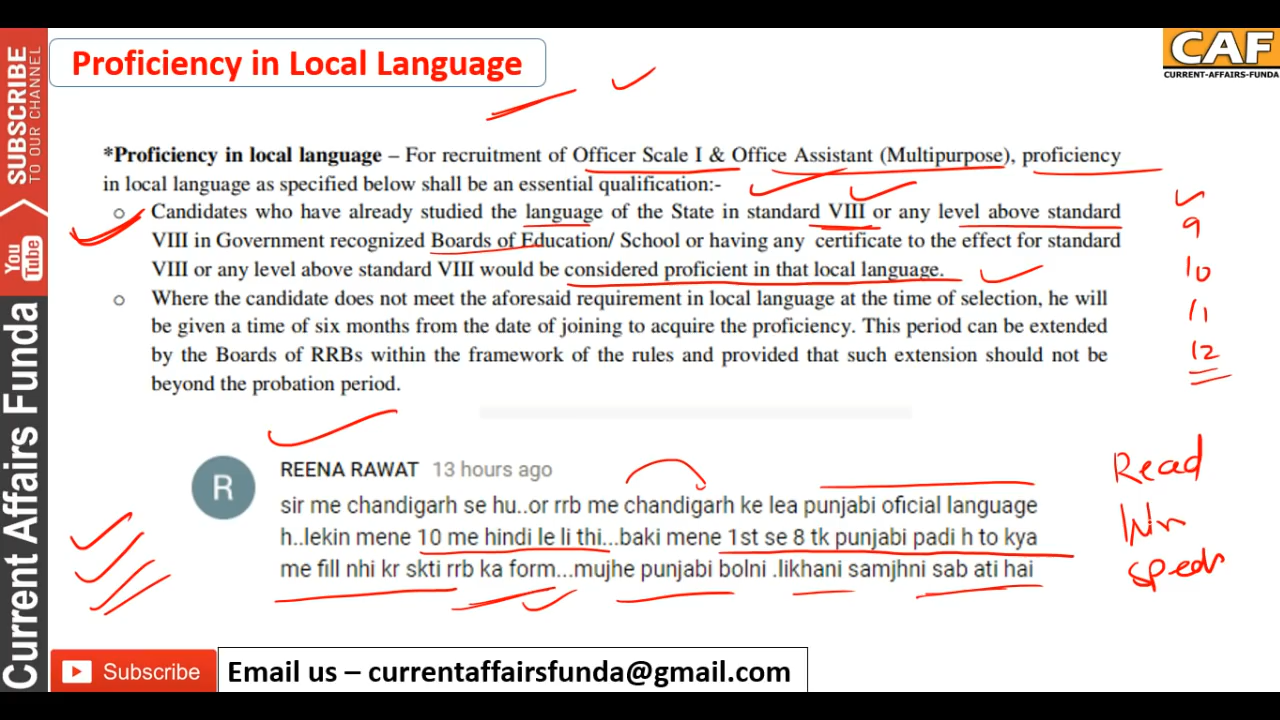 Proficiency in Local Language
CAF
CURRENT-AFFAIRS-FUNDA
SUBSCRIBE
TO OUR CHANNEL
You
Tube
Current Affairs Funda
*Proficiency in local language – For recruitment of Officer Scale I & Office Assistant (Multipurpose), proficiency
in local language as specified below shall be an essential qualification:-
o Candidates who have already studied the language of the State in standard VIII or any level above standard
VIII in Government recognized Boards of Education/ School or having any certificate to the effect for standard
VIII or any level above standard VIII would be considered proficient in that local language.
o Where the candidate does not meet the aforesaid requirement in local language at the time of selection, he will
be given a time of six months from the date of joining to acquire the proficiency. This period can be extended
by the Boards of RRBs within the framework of the rules and provided that such extension should not be
beyond the probation period.
9
10
11
12
R
REENA RAWAT 13 hours ago
sir me chandigarh se hu..or rrb me chandigarh ke lea punjabi oficial language
h..lekin mene 10 me hindi le li thi...baki mene 1st se 8 tk punjabi padi h to kya
me fill nhi kr skti rrb ka form...mujhe punjabi bolni .likhani samjhni sab ati hai
Read
Subscribe
Email us – currentaffairsfunda@gmail.com